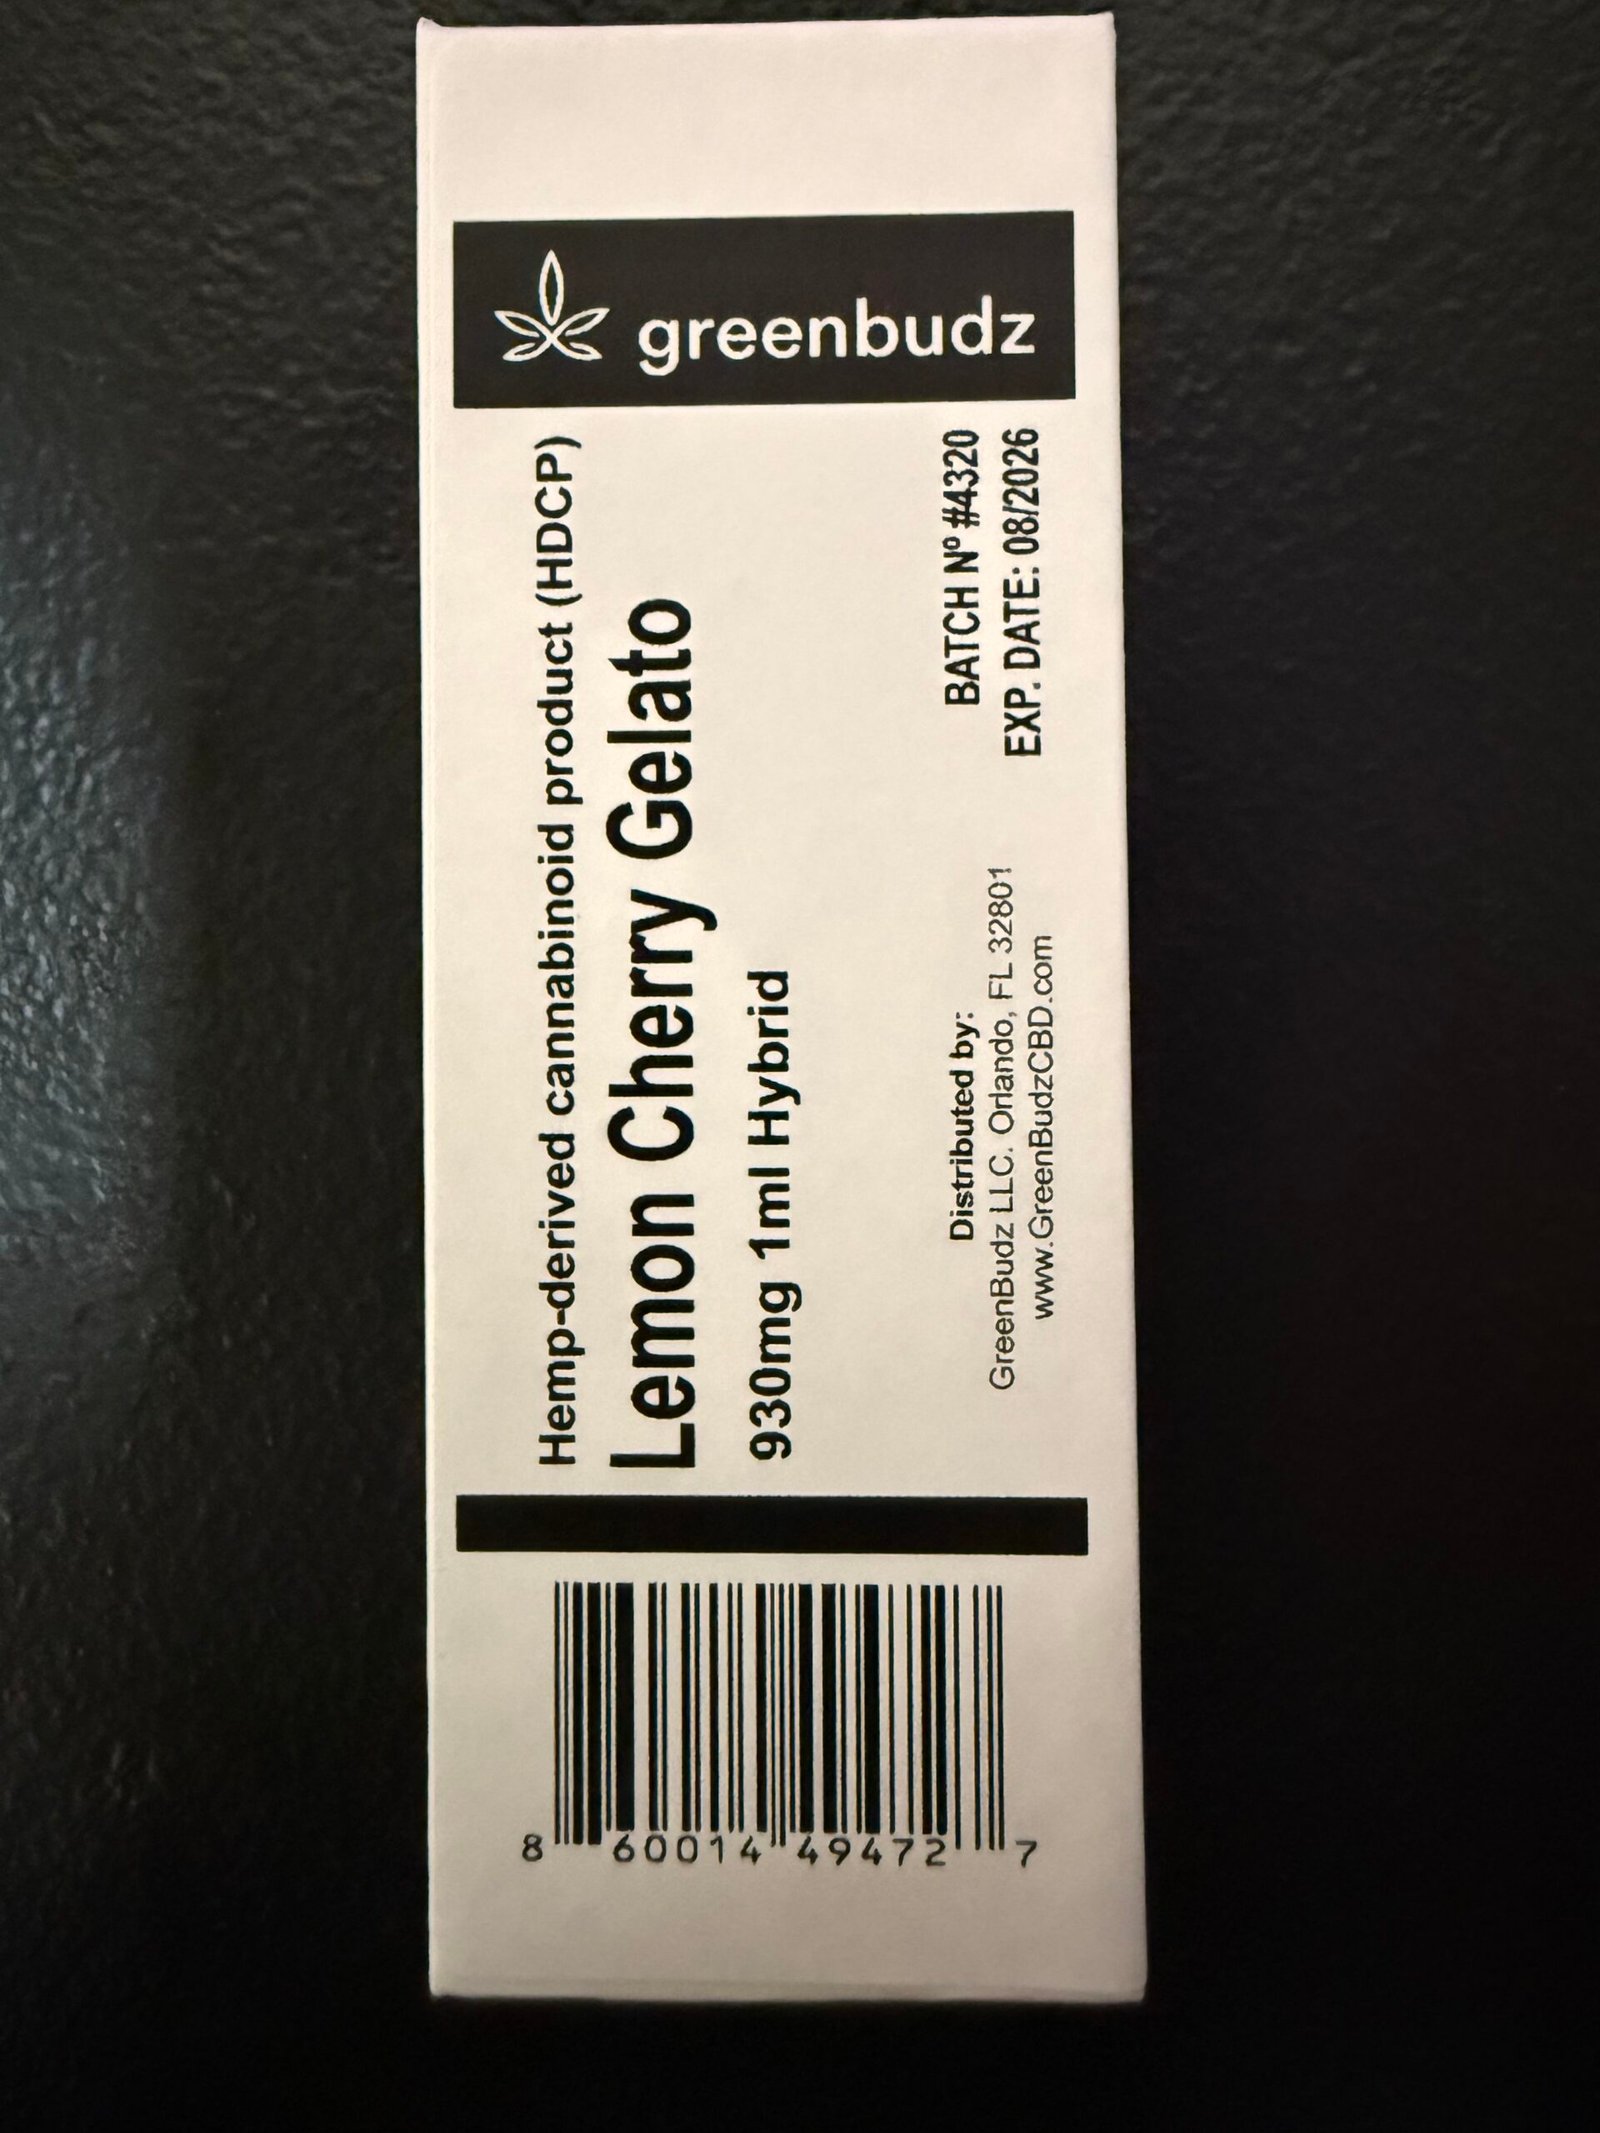 greenbudz
Hemp-derived cannabinoid product (HDCP)
Lemon Cherry Gelato
930mg 1ml Hybrid
BATCH Nº #4320
EXP. DATE: 08/2026
Distributed by:
GreenBudz LLC. Orlando, FL 32801
www.GreenBudzCBD.com
8 60014 49472 7